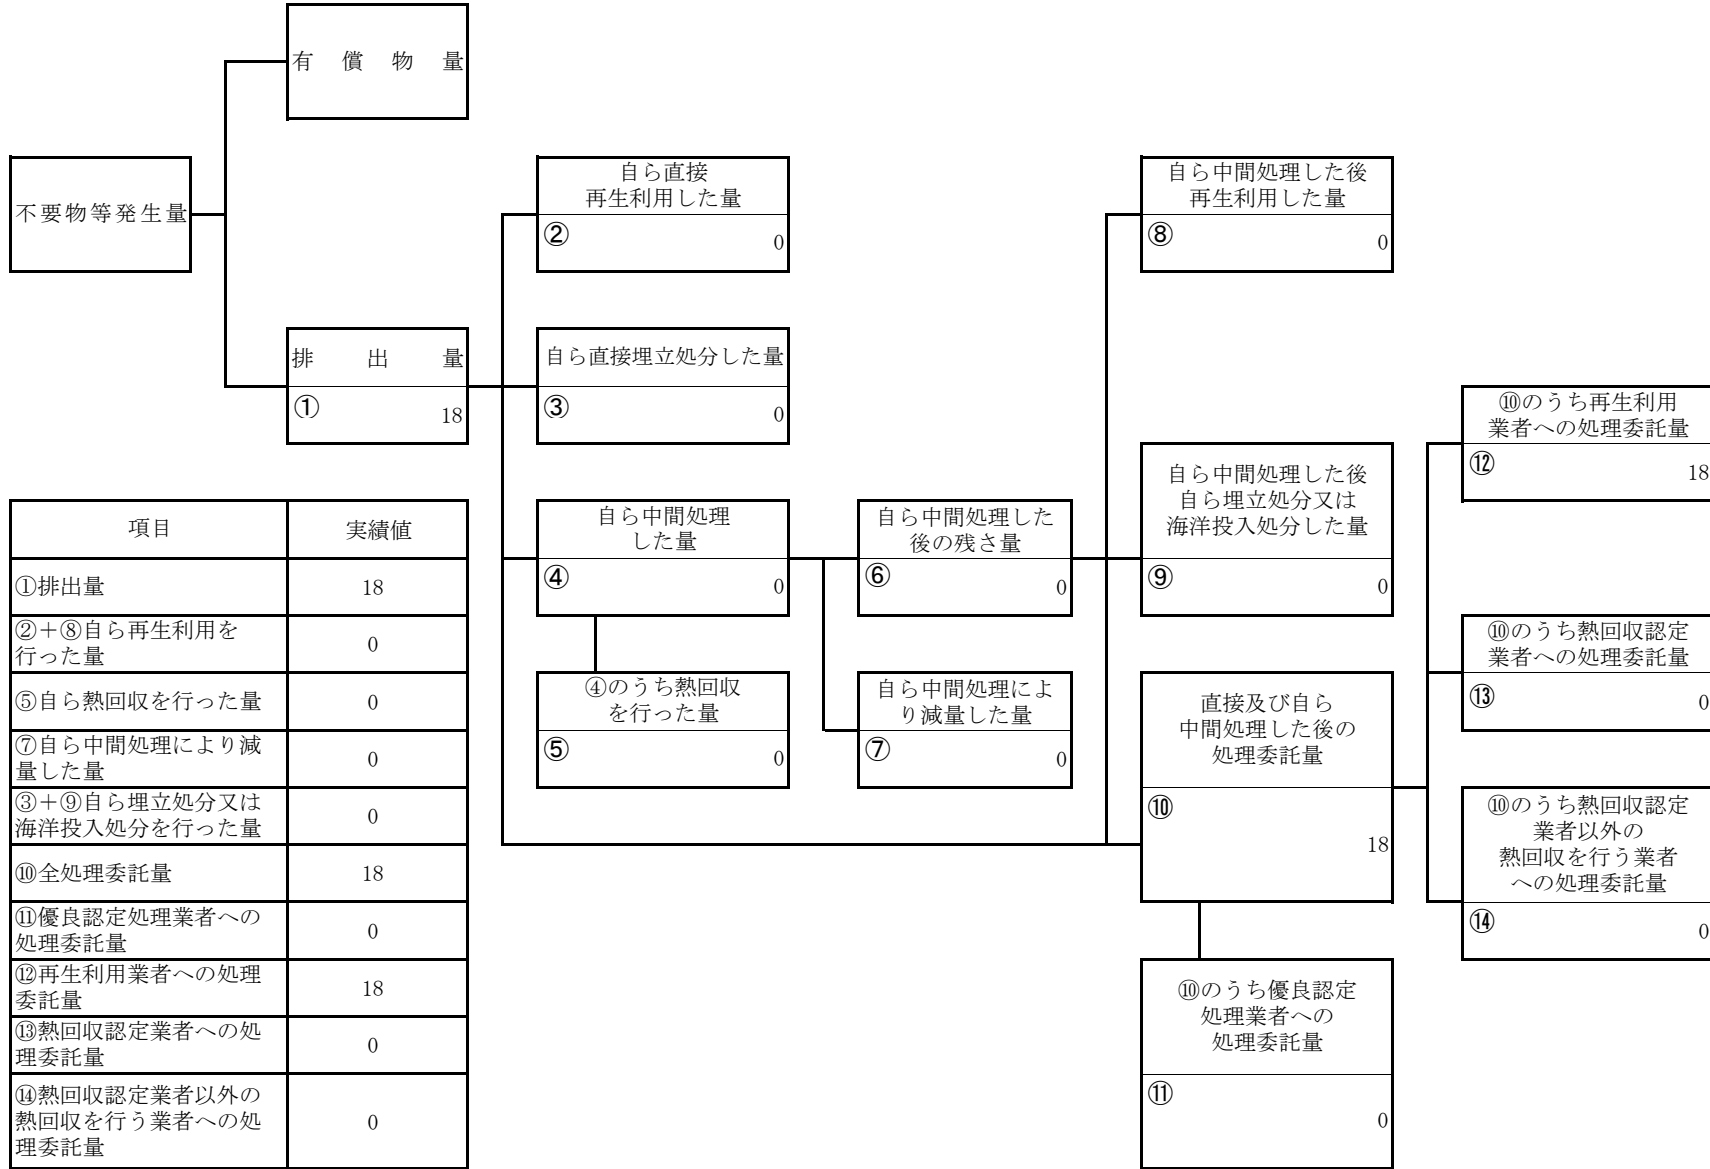 有償物量
不要物等発生量
自ら直接
再生利用した量
② 0
自ら中間処理した後
再生利用した量
⑧ 0
排出量
① 18
自ら直接埋立処分した量
③ 0
⑩のうち再生利用
業者への処理委託量
⑫ 18
自ら中間処理した後
自ら埋立処分又は
海洋投入処分した量
⑨ 0
自ら中間処理
した量
④ 0
自ら中間処理した
後の残さ量
⑥ 0
⑩のうち熱回収認定
業者への処理委託量
⑬ 0
④のうち熱回収
を行った量
⑤ 0
自ら中間処理によ
り減量した量
⑦ 0
直接及び自ら
中間処理した後の
処理委託量
⑩
18
⑩のうち熱回収認定
業者以外の
熱回収を行う業者
への処理委託量
⑭ 0
⑩のうち優良認定
処理業者への
処理委託量
⑪
0
項目 実績値
①排出量 18
②+⑧自ら再生利用を
行った量 0
⑤自ら熱回収を行った量 0
⑦自ら中間処理により減
量した量 0
③+⑨自ら埋立処分又は
海洋投入処分を行った量 0
⑩全処理委託量 18
⑪優良認定処理業者への
処理委託量 0
⑫再生利用業者への処理
委託量 18
⑬熱回収認定業者への処
理委託量 0
⑭熱回収認定業者以外の
熱回収を行う業者への処 0
理委託量